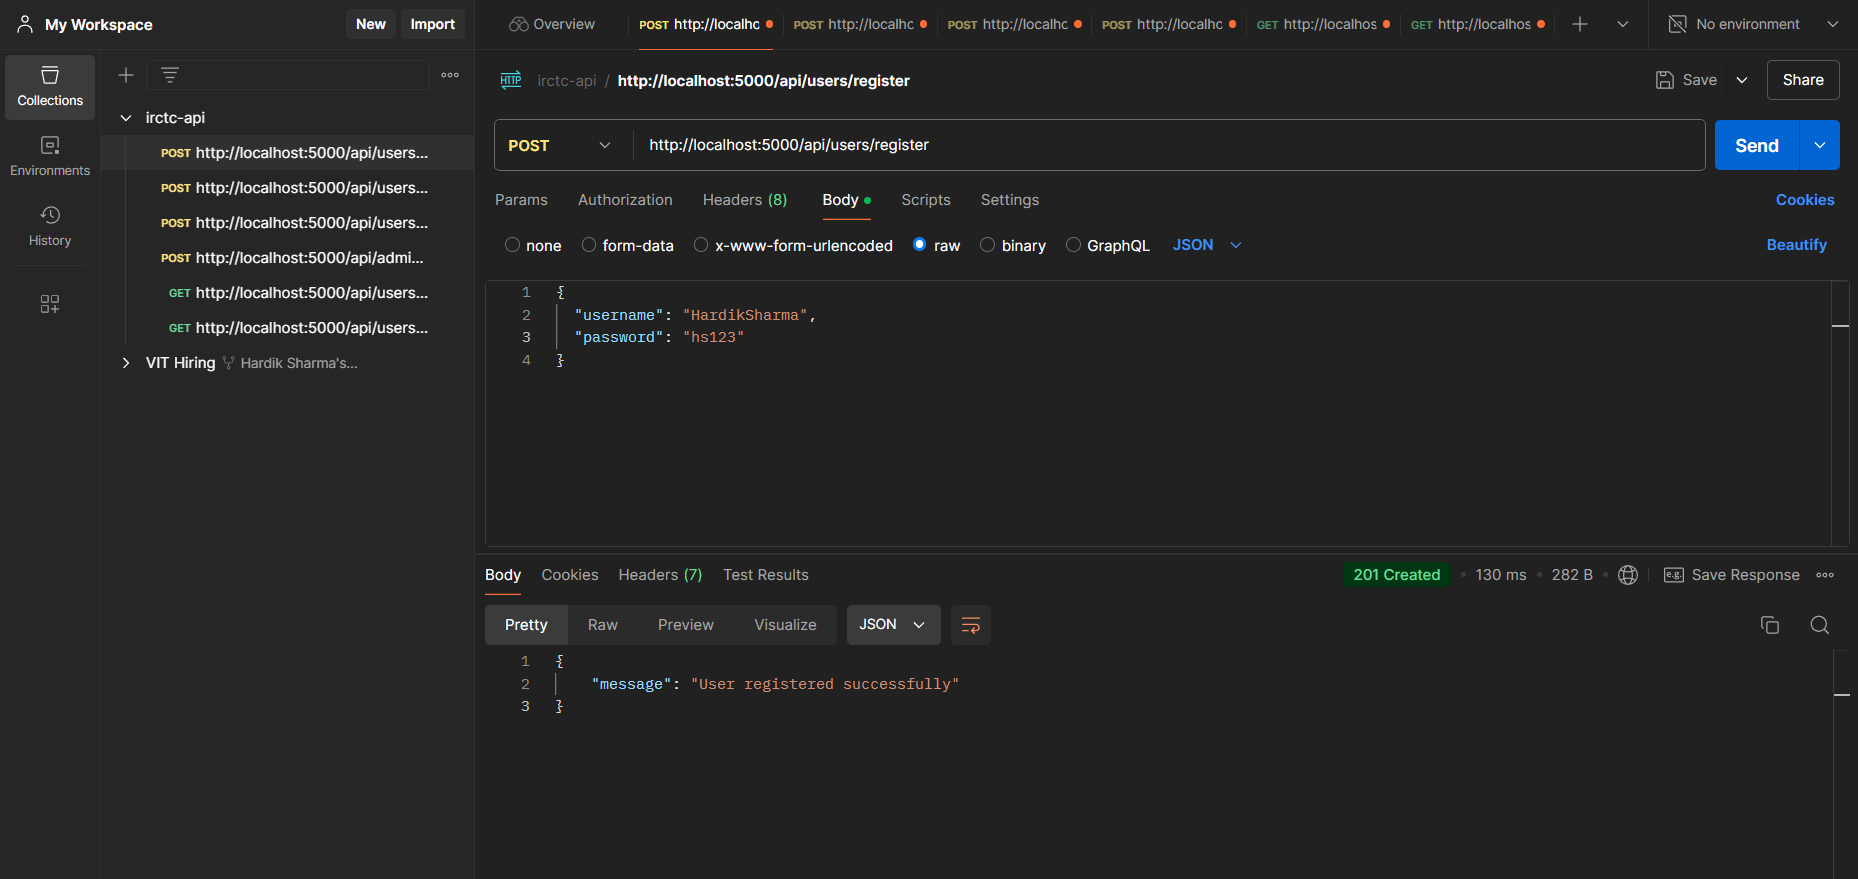 My Workspace
New
Import
Overview
POST http://localhc
POST http://localhc
POST http://localhc
POST http://localhc
GET http://localhos
GET http://localhos
No environment
Collections
Environments
History
irctc-api
POST http://localhost:5000/api/users...
POST http://localhost:5000/api/users...
POST http://localhost:5000/api/users...
POST http://localhost:5000/api/admi...
GET http://localhost:5000/api/users...
GET http://localhost:5000/api/users...
VIT Hiring Hardik Sharma's...
HTTP irctc-api / http://localhost:5000/api/users/register
Save
Share
POST http://localhost:5000/api/users/register
Send
Params Authorization Headers (8) Body Scripts Settings Cookies
none form-data x-www-form-urlencoded raw binary GraphQL JSON Beautify
1 {
2 "username": "HardikSharma",
3 "password": "hs123"
4 }
Body Cookies Headers (7) Test Results 201 Created 130 ms 282 B e.g. Save Response
Pretty Raw Preview Visualize JSON
1 {
2 "message": "User registered successfully"
3 }